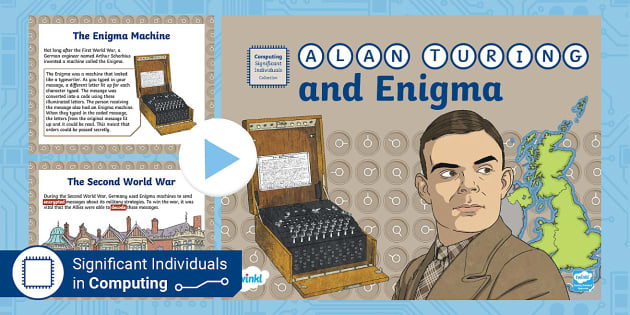 The Enigma Machine
Not long after the First World War, a
German engineer named Arthur Scherbius
invented a machine called the Enigma.
The Enigma was a machine that looked
like a typewriter. As you typed in your
message, a different letter lit up for each
character typed. The message was
converted into a code using these
illuminated letters. The person receiving
the message also had an Enigma machine.
When they typed in the coded message,
the letters from the original message lit
up and it could be read. This meant that
orders could be passed secretly.
The Second World War
During the Second World War, Germany used Enigma machines to send
encrypted messages about its military strategies. To win the war, it was
vital that the Allies were able to decode these messages.
Computing
Significant
Individuals
Collection
ALAN TURING
and Enigma
twinkl
twinkl
Significant Individuals
in Computing